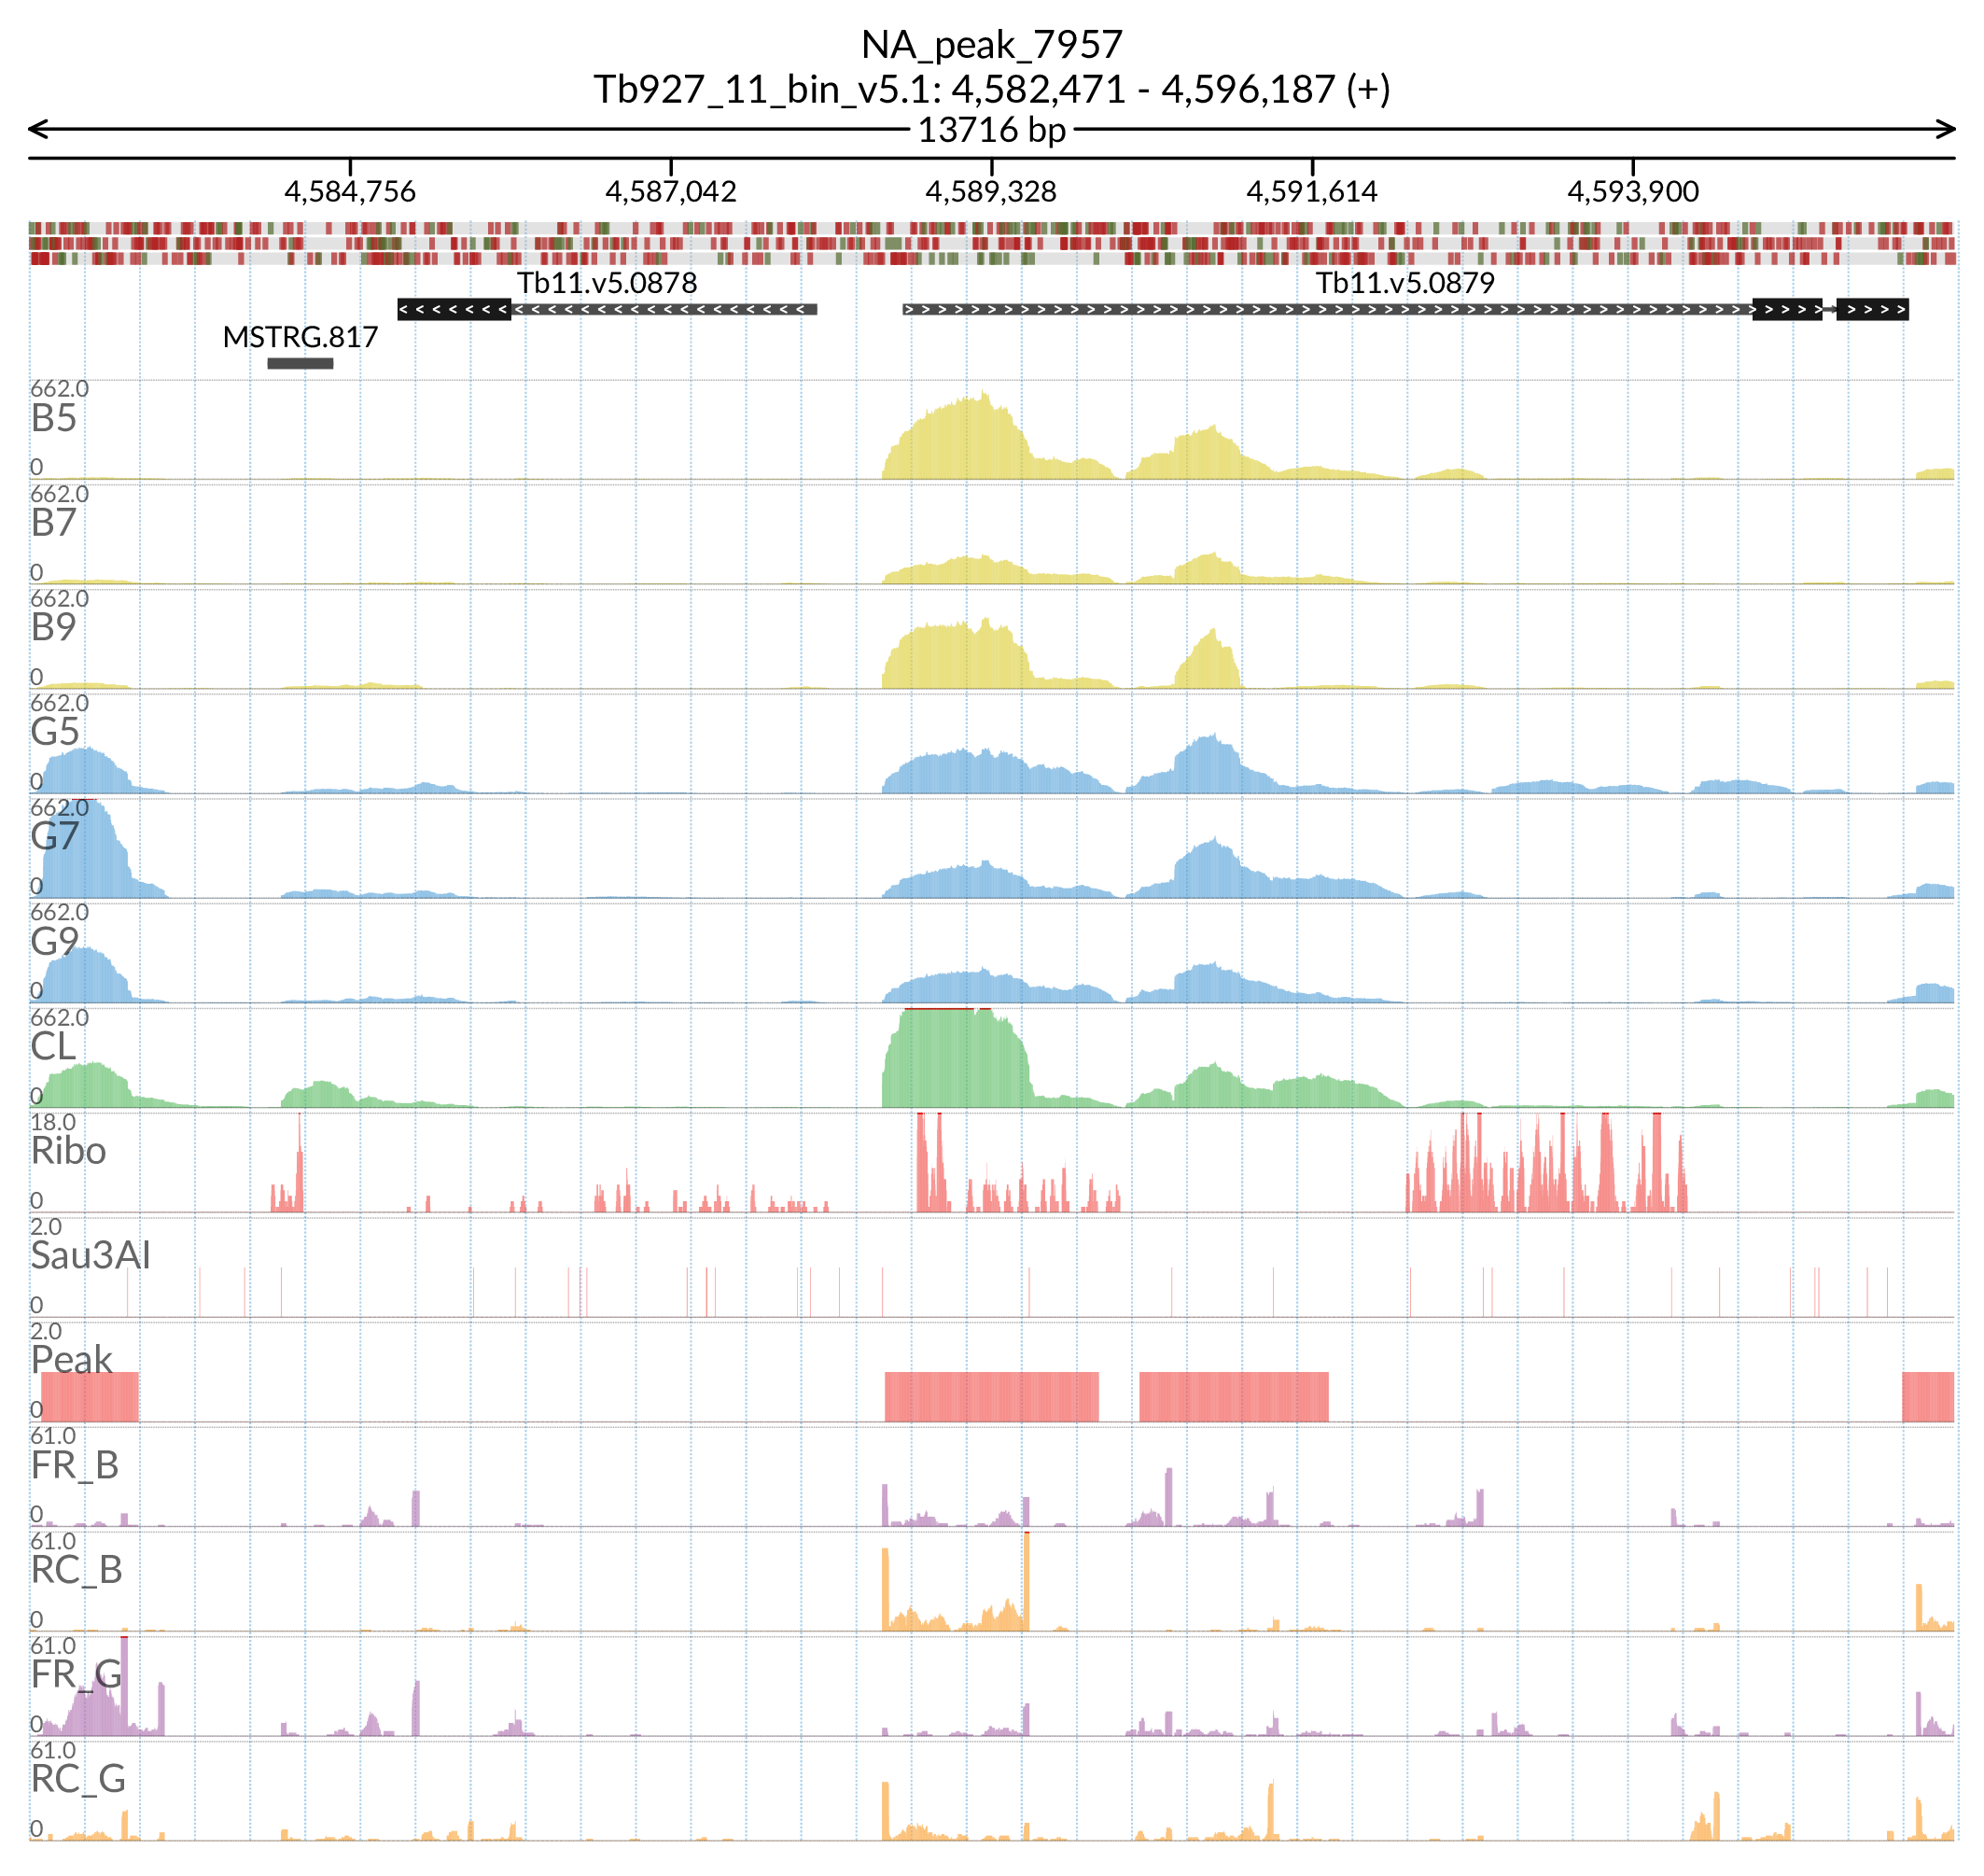 NA_peak_7957
Tb927_11_bin_v5.1: 4,582,471 - 4,596,187 (+)
13716 bp
4,584,756 4,587,042 4,589,328 4,591,614 4,593,900
Tb11.v5.0878 Tb11.v5.0879
MSTRG.817
662.0
B5
0
662.0
B7
0
662.0
B9
0
662.0
G5
0
662.0
G7
0
662.0
G9
0
662.0
CL
0
18.0
Ribo
0
2.0
Sau3AI
0
2.0
Peak
0
61.0
FR_B
0
61.0
RC_B
0
61.0
FR_G
0
61.0
RC_G
0